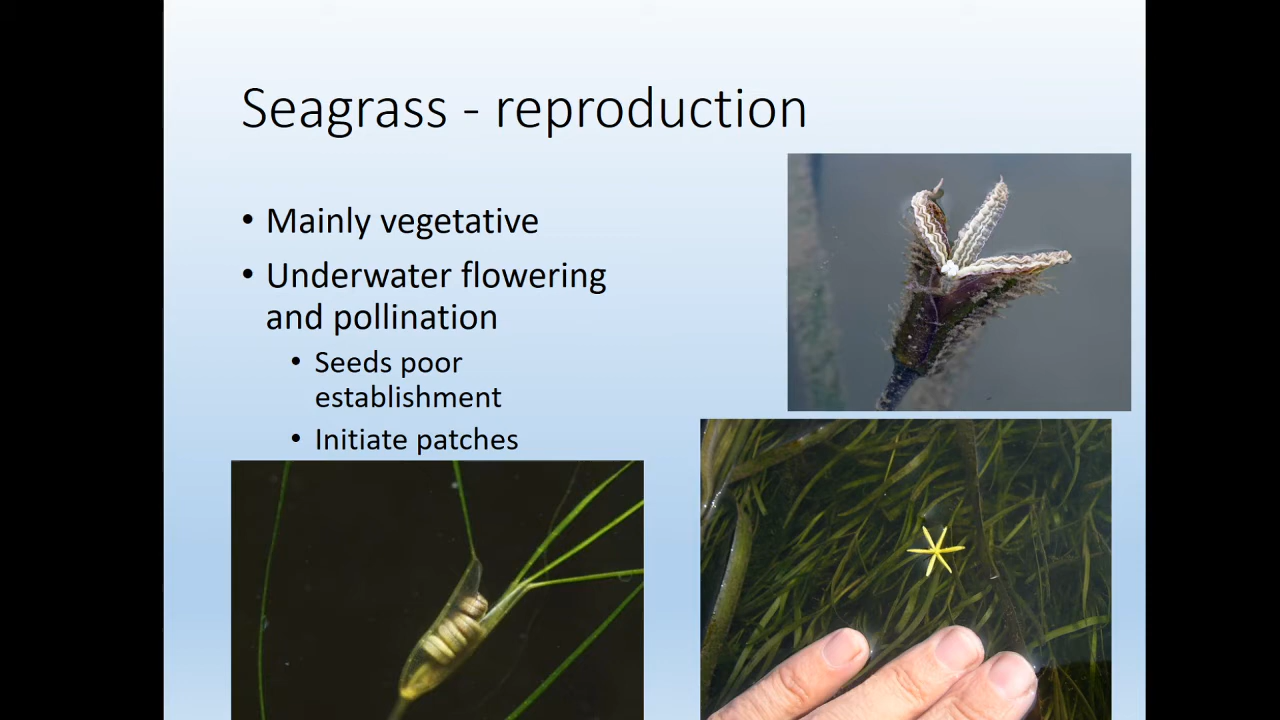 Seagrass - reproduction
• Mainly vegetative
• Underwater flowering
and pollination
• Seeds poor
establishment
• Initiate patches